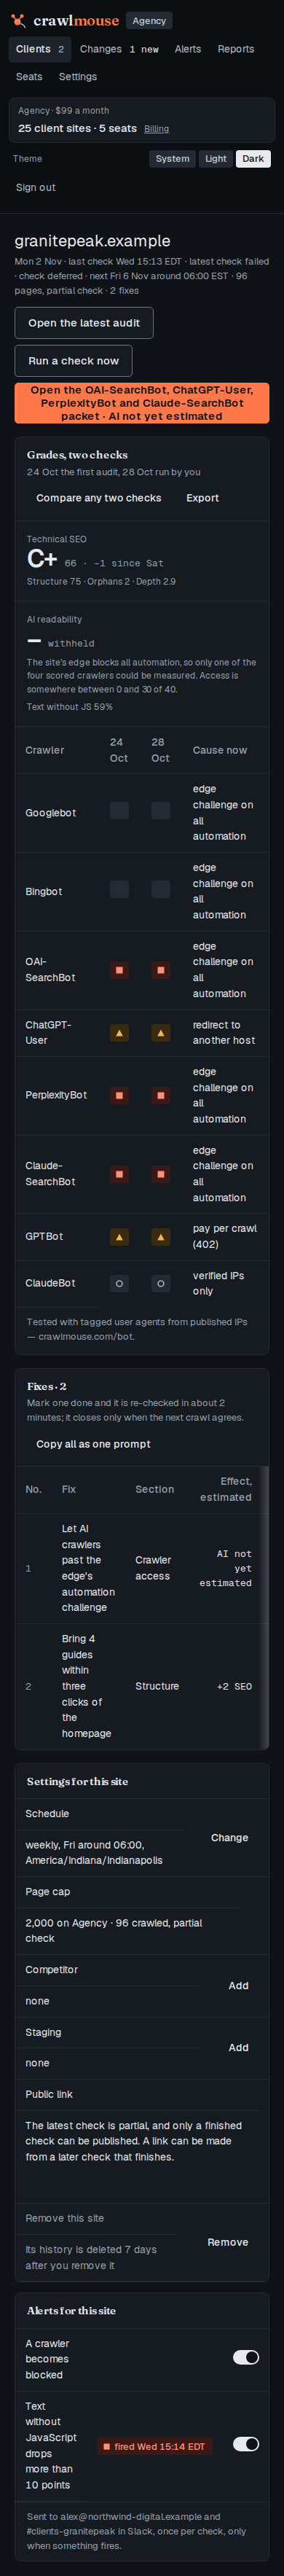 crawlmouse Agency
Clients 2 Changes 1 new Alerts Reports
Seats Settings
Agency · $99 a month
25 client sites · 5 seats Billing
Theme System Light Dark
Sign out
granitepeak.example
Mon 2 Nov · last check Wed 15:13 EDT · latest check failed
· check deferred · next Fri 6 Nov around 06:00 EST · 96
pages, partial check · 2 fixes
Open the latest audit
Run a check now
Open the OAI-SearchBot, ChatGPT-User,
PerplexityBot and Claude-SearchBot
packet · AI not yet estimated
Grades, two checks
24 Oct the first audit, 28 Oct run by you
Compare any two checks Export
Technical SEO
C+ 66 · −1 since Sat
Structure 75 · Orphans 2 · Depth 2.9
AI readability
— withheld
The site's edge blocks all automation, so only one of the
four scored crawlers could be measured. Access is
somewhere between 0 and 30 of 40.
Text without JS 59%
Crawler 24 Oct 28 Oct Cause now
Googlebot edge challenge on all automation
Bingbot edge challenge on all automation
OAI-SearchBot edge challenge on all automation
ChatGPT-User redirect to another host
PerplexityBot edge challenge on all automation
Claude-SearchBot edge challenge on all automation
GPTBot pay per crawl (402)
ClaudeBot verified IPs only
Tested with tagged user agents from published IPs
— crawlmouse.com/bot.
Fixes · 2
Mark one done and it is re-checked in about 2
minutes; it closes only when the next crawl agrees.
Copy all as one prompt
No. Fix Section Effect, estimated
1 Let AI crawlers past the edge's automation challenge Crawler access AI not yet estimated
2 Bring 4 guides within three clicks of the homepage Structure +2 SEO
Settings for this site
Schedule
weekly, Fri around 06:00,
America/Indiana/Indianapolis
Change
Page cap
2,000 on Agency · 96 crawled, partial
check
Competitor
none
Add
Staging
none
Add
Public link
The latest check is partial, and only a finished
check can be published. A link can be made
from a later check that finishes.
Remove this site
Its history is deleted 7 days
after you remove it
Remove
Alerts for this site
A crawler
becomes
blocked
Text
without
JavaScript
drops
more than
10 points
fired Wed 15:14 EDT
Sent to alex@northwind-digital.example and
#clients-granitepeak in Slack, once per check, only
when something fires.